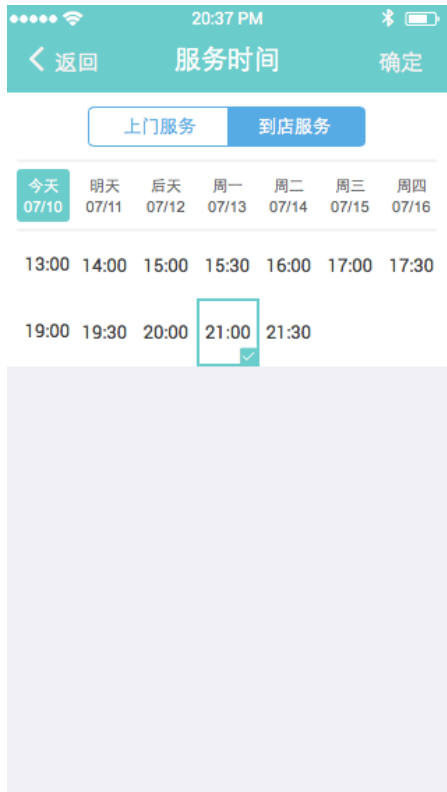 20:37 PM
返回 服务时间 确定
上门服务 到店服务
今天 明天 后天 周一 周二 周三 周四
07/10 07/11 07/12 07/13 07/14 07/15 07/16
13:00 14:00 15:00 15:30 16:00 17:00 17:30
19:00 19:30 20:00 21:00 21:30